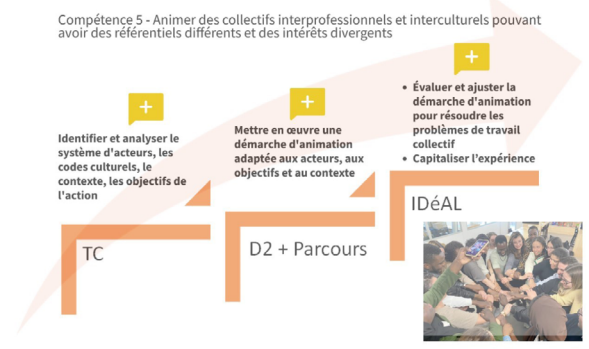 Compétence 5 - Animer des collectifs interprofessionnels et interculturels pouvant
avoir des référentiels différents et des intérêts divergents
Identifier et analyser le
système d'acteurs, les
codes culturels, le
contexte, les objectifs de
l'action
TC
Mettre en œuvre une
démarche d'animation
adaptée aux acteurs, aux
objectifs et au contexte
D2 + Parcours
• Évaluer et ajuster la
démarche d'animation
pour résoudre les
problèmes de travail
collectif
• Capitaliser l'expérience
IDéAL